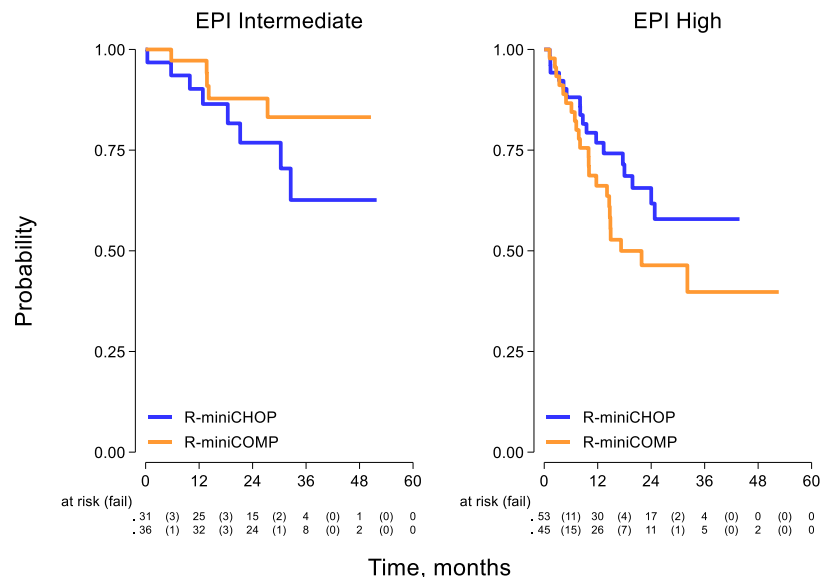 EPI Intermediate
EPI High
Probability
1.00
0.75
0.50
0.25
0.00
R-miniCHOP
R-miniCOMP
0 12 24 36 48 60
at risk (fail)
. 31 (3) 25 (3) 15 (2) 4 (0) 1 (0) 0
. 36 (1) 32 (3) 24 (1) 8 (0) 2 (0) 0
1.00
0.75
0.50
0.25
0.00
R-miniCHOP
R-miniCOMP
0 12 24 36 48 60
at risk (fail)
. 53 (11) 30 (4) 17 (2) 4 (0) 0 (0) 0
. 45 (15) 26 (7) 11 (1) 5 (0) 2 (0) 0
Time, months